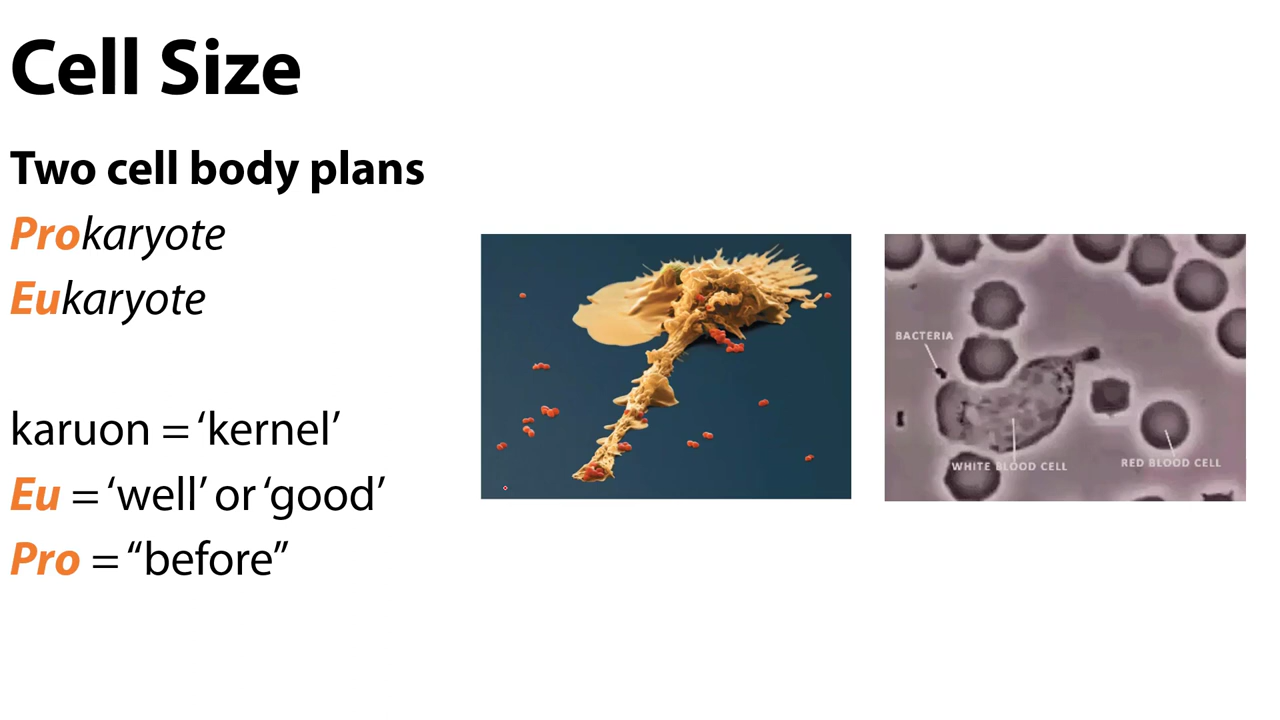 Cell Size
Two cell body plans
Prokaryote
Eukaryote
karuon = ‘kernel’
Eu = ‘well’ or ‘good’
Pro = “before”
BACTERIA
WHITE BLOOD CELL
RED BLOOD CELL